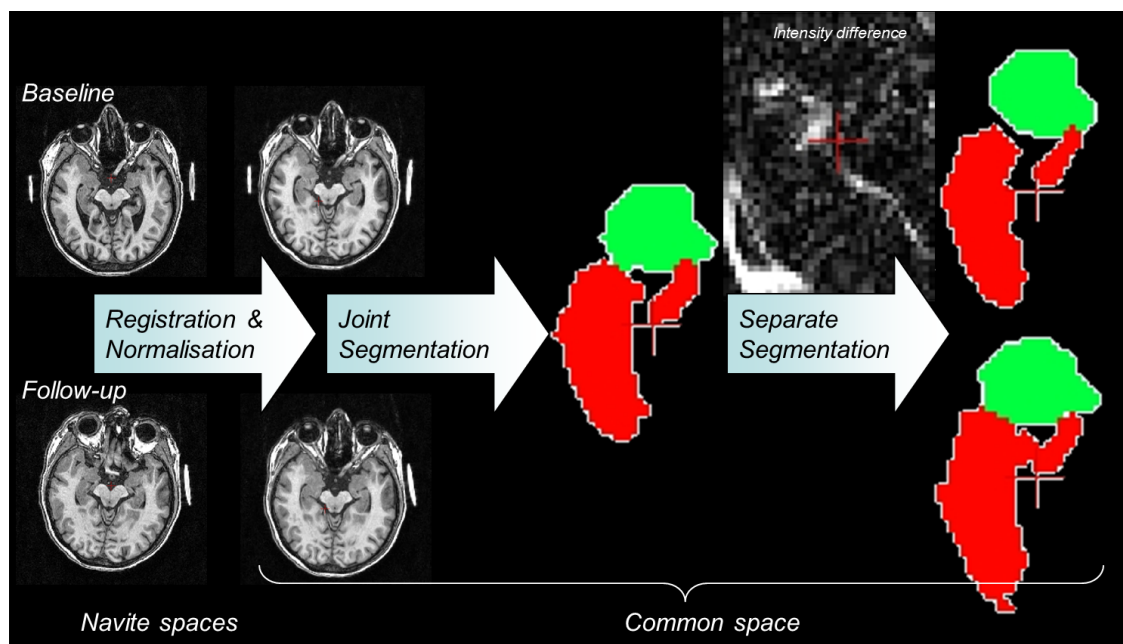 Intensity difference
Baseline
Registration &
Normalisation
Joint
Segmentation
Separate
Segmentation
Follow-up
Navite spaces
Common space